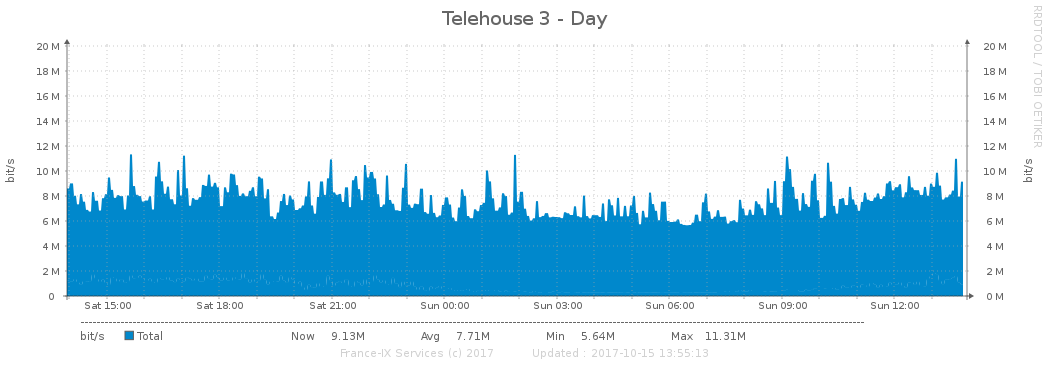 Telehouse 3 - Day
RRDTOOL / TOBI OETIKER
bit/s
bit/s
20 M 20 M
18 M 18 M
16 M 16 M
14 M 14 M
12 M 12 M
10 M 10 M
8 M 8 M
6 M 6 M
4 M 4 M
2 M 2 M
0 0 M
Sat 15:00 Sat 18:00 Sat 21:00 Sun 00:00 Sun 03:00 Sun 06:00 Sun 09:00 Sun 12:00
bit/s Total Now 9.13M Avg 7.71M Min 5.64M Max 11.31M
France-IX Services (c) 2017 Updated : 2017-10-15 13:55:13